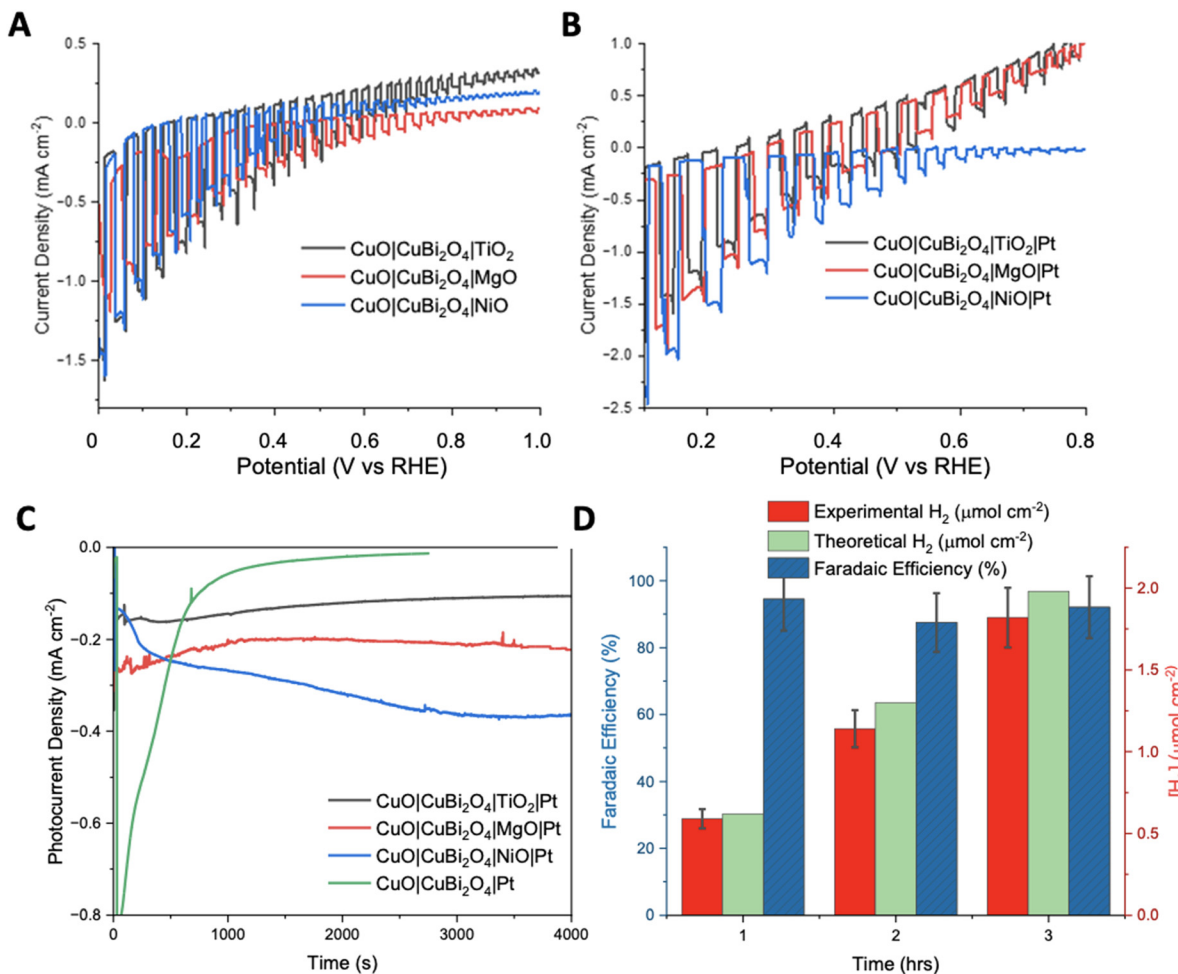 A
0.5
0.0
−0.5
−1.0
−1.5
Current Density (mA cm⁻²)
CuO|CuBi₂O₄|TiO₂
CuO|CuBi₂O₄|MgO
CuO|CuBi₂O₄|NiO
0 0.2 0.4 0.6 0.8 1.0
Potential (V vs RHE)
B
1.0
0.5
0.0
−0.5
−1.0
−1.5
−2.5
Current Density (mA cm⁻²)
CuO|CuBi₂O₄|TiO₂|Pt
CuO|CuBi₂O₄|MgO|Pt
CuO|CuBi₂O₄|NiO|Pt
0.2 0.4 0.6 0.8
Potential (V vs RHE)
C
0.0
−0.2
−0.4
−0.6
−0.8
Photocurrent Density (mA cm⁻²)
CuO|CuBi₂O₄|TiO₂|Pt
CuO|CuBi₂O₄|MgO|Pt
CuO|CuBi₂O₄|NiO|Pt
CuO|CuBi₂O₄|Pt
0 1000 2000 3000 4000
Time (s)
D
Experimental H₂ (μmol cm⁻²)
Theoretical H₂ (μmol cm⁻²)
Faradaic Efficiency (%)
100
80
60
40
20
0
Faradaic Efficiency (%)
2.0
1.5
1.0
0.5
0.0
[H₂] (μmol cm⁻²)
1 2 3
Time (hrs)